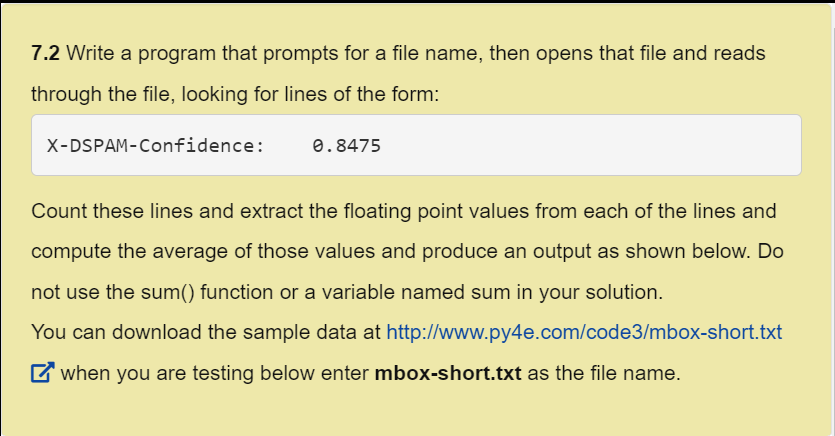 7.2 Write a program that prompts for a file name, then opens that file and reads
through the file, looking for lines of the form:
X-DSPAM-Confidence:    0.8475
Count these lines and extract the floating point values from each of the lines and
compute the average of those values and produce an output as shown below. Do
not use the sum() function or a variable named sum in your solution.
You can download the sample data at http://www.py4e.com/code3/mbox-short.txt
when you are testing below enter mbox-short.txt as the file name.